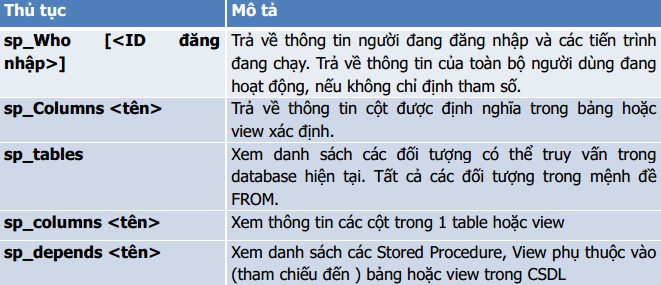 Thủ tục Mô tả
sp_Who [<ID đăng Trả về thông tin người đang đăng nhập và các tiến trình
nhập>] đang chạy. Trả về thông tin của toàn bộ người dùng đang
hoạt động, nếu không chỉ định tham số.
sp_Columns <tên> Trả về thông tin cột được định nghĩa trong bảng hoặc
view xác định.
sp_tables Xem danh sách các đối tượng có thể truy vấn trong
database hiện tại. Tất cả các đối tượng trong mệnh đề
FROM.
sp_columns <tên> Xem thông tin các cột trong 1 table hoặc view
sp_depends <tên> Xem danh sách các Stored Procedure, View phụ thuộc vào
(tham chiếu đến ) bảng hoặc view trong CSDL